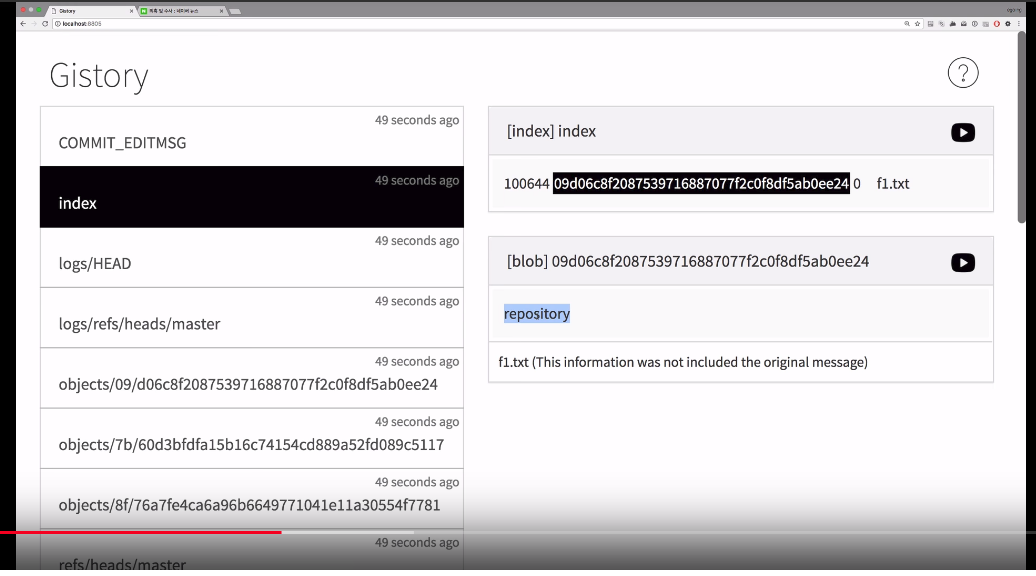 Gistory
localhost:8805
Gistory
?
49 seconds ago
COMMIT_EDITMSG
49 seconds ago
index
49 seconds ago
logs/HEAD
49 seconds ago
logs/refs/heads/master
49 seconds ago
objects/09/d06c8f2087539716887077f2c0f8df5ab0ee24
49 seconds ago
objects/7b/60d3bfdfa15b16c74154cd889a52fd089c5117
49 seconds ago
objects/8f/76a7fe4ca6a96b6649771041e11a30554f7781
49 seconds ago
refs/heads/master
[index] index
100644 09d06c8f2087539716887077f2c0f8df5ab0ee24 0 f1.txt
[blob] 09d06c8f2087539716887077f2c0f8df5ab0ee24
repository
f1.txt (This information was not included the original message)